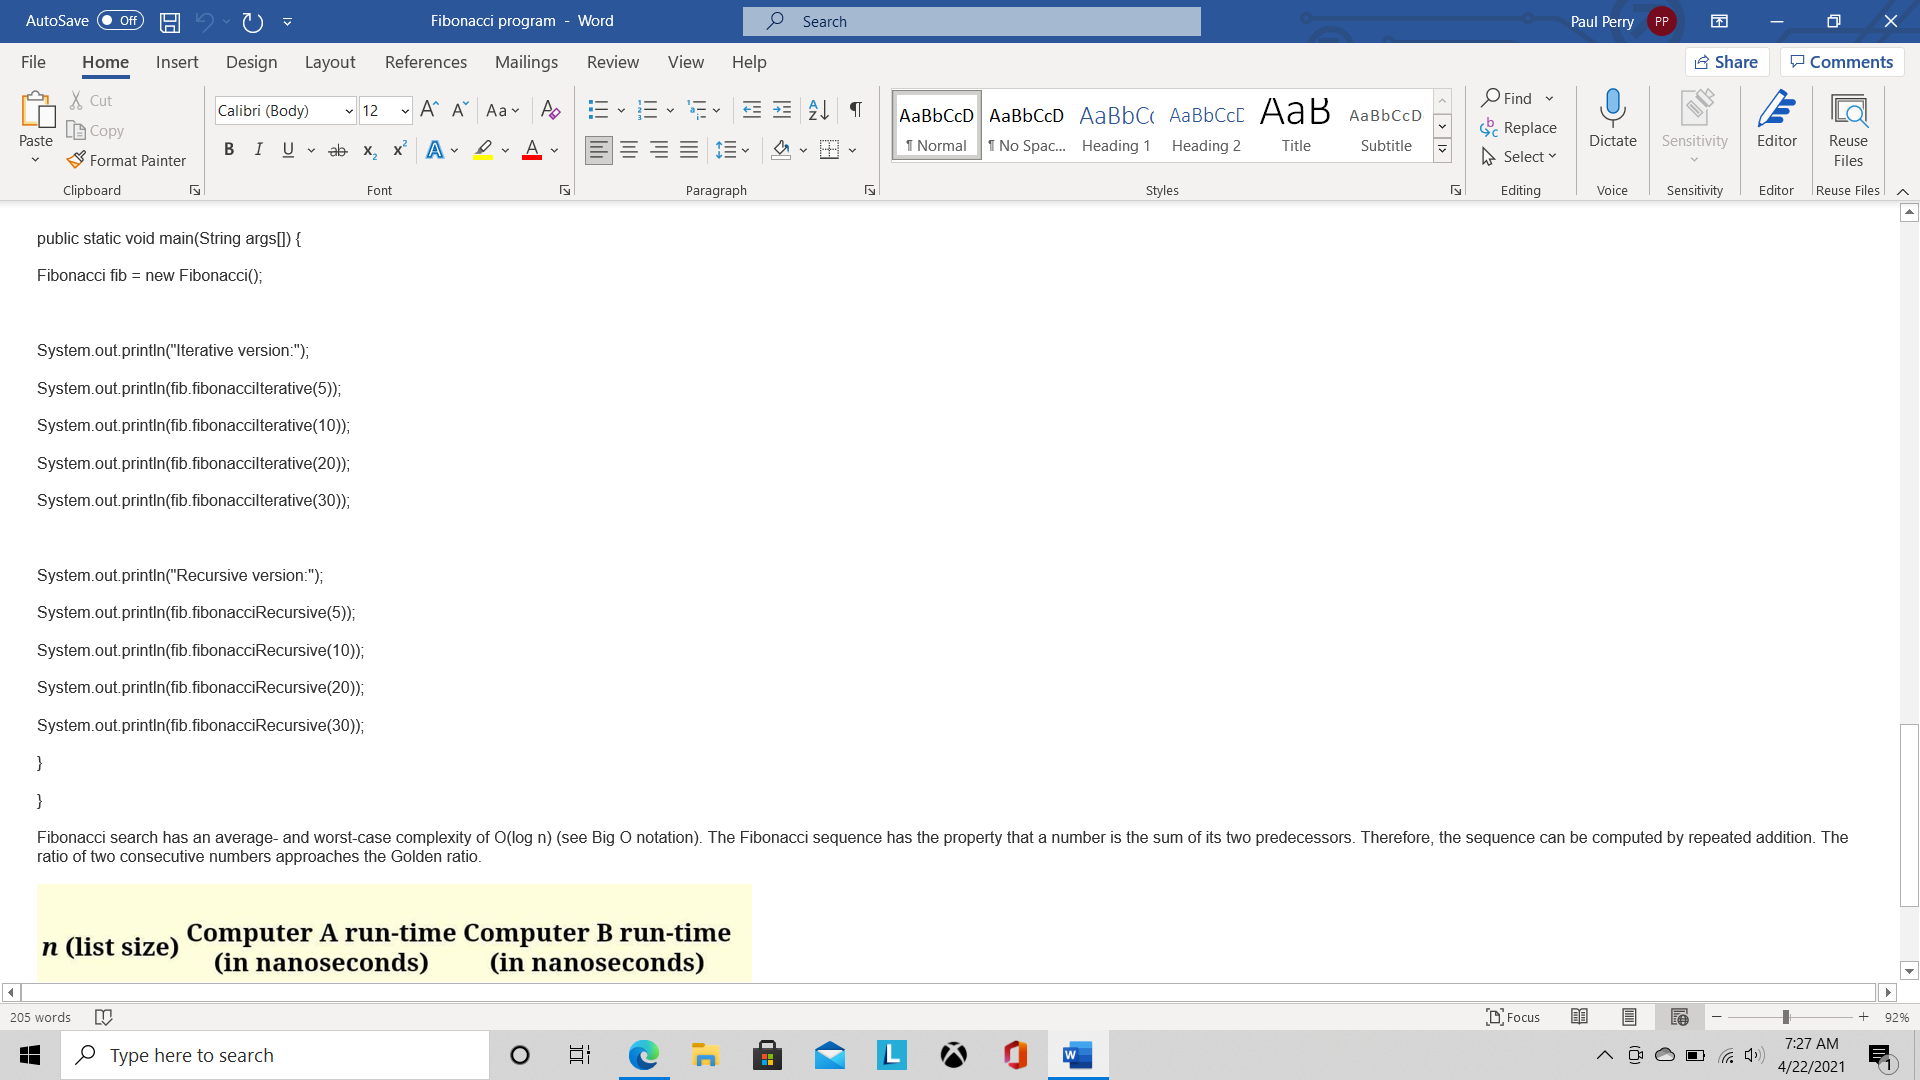 AutoSave Off Fibonacci program - Word Search Paul Perry PP
File Home Insert Design Layout References Mailings Review View Help Share Comments
Paste Cut Copy Format Painter Clipboard
Calibri (Body) 12 Aa B I U ab x₂ x² A A Font
Paragraph
AaBbCcD ¶ Normal
AaBbCcD ¶ No Spac...
AaBbCc Heading 1
AaBbCcD Heading 2
AaB Title
AaBbCcD Subtitle
Styles
Find Replace Select Editing
Dictate Voice
Sensitivity Sensitivity
Editor Editor
Reuse Files Reuse Files
public static void main(String args[]) {
Fibonacci fib = new Fibonacci();
System.out.println("Iterative version:");
System.out.println(fib.fibonacciIterative(5));
System.out.println(fib.fibonacciIterative(10));
System.out.println(fib.fibonacciIterative(20));
System.out.println(fib.fibonacciIterative(30));
System.out.println("Recursive version:");
System.out.println(fib.fibonacciRecursive(5));
System.out.println(fib.fibonacciRecursive(10));
System.out.println(fib.fibonacciRecursive(20));
System.out.println(fib.fibonacciRecursive(30));
}
}
Fibonacci search has an average- and worst-case complexity of O(log n) (see Big O notation). The Fibonacci sequence has the property that a number is the sum of its two predecessors. Therefore, the sequence can be computed by repeated addition. The
ratio of two consecutive numbers approaches the Golden ratio.
n (list size) Computer A run-time Computer B run-time
(in nanoseconds) (in nanoseconds)
205 words Focus 92%
Type here to search
7:27 AM
4/22/2021
1